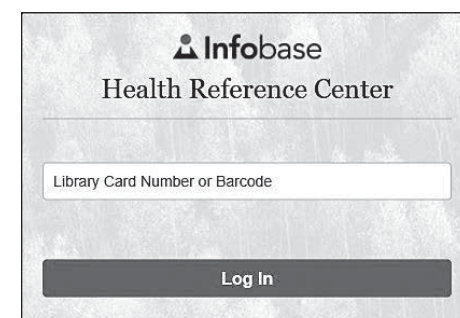 Infobase
Health Reference Center
Library Card Number or Barcode
Log In